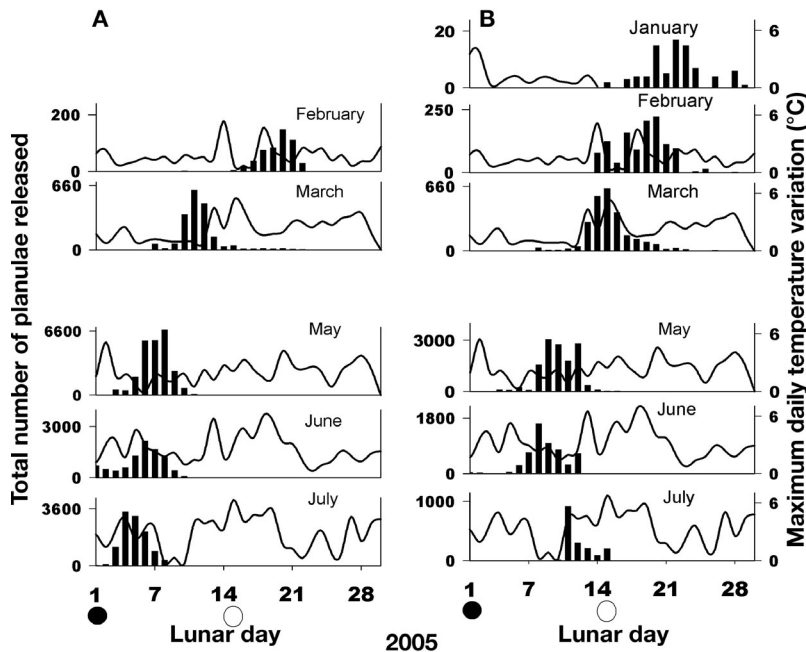 A
B
Total number of planulae released
Maximum daily temperature variation (°C)
January
20
0
6
0
February
200
0
February
250
0
6
0
March
660
0
March
660
0
6
0
May
6600
0
May
3000
0
6
0
June
3000
0
June
1800
0
6
0
July
3600
0
July
1000
0
6
0
1 7 14 21 28
1 7 14 21 28
Lunar day
Lunar day
2005